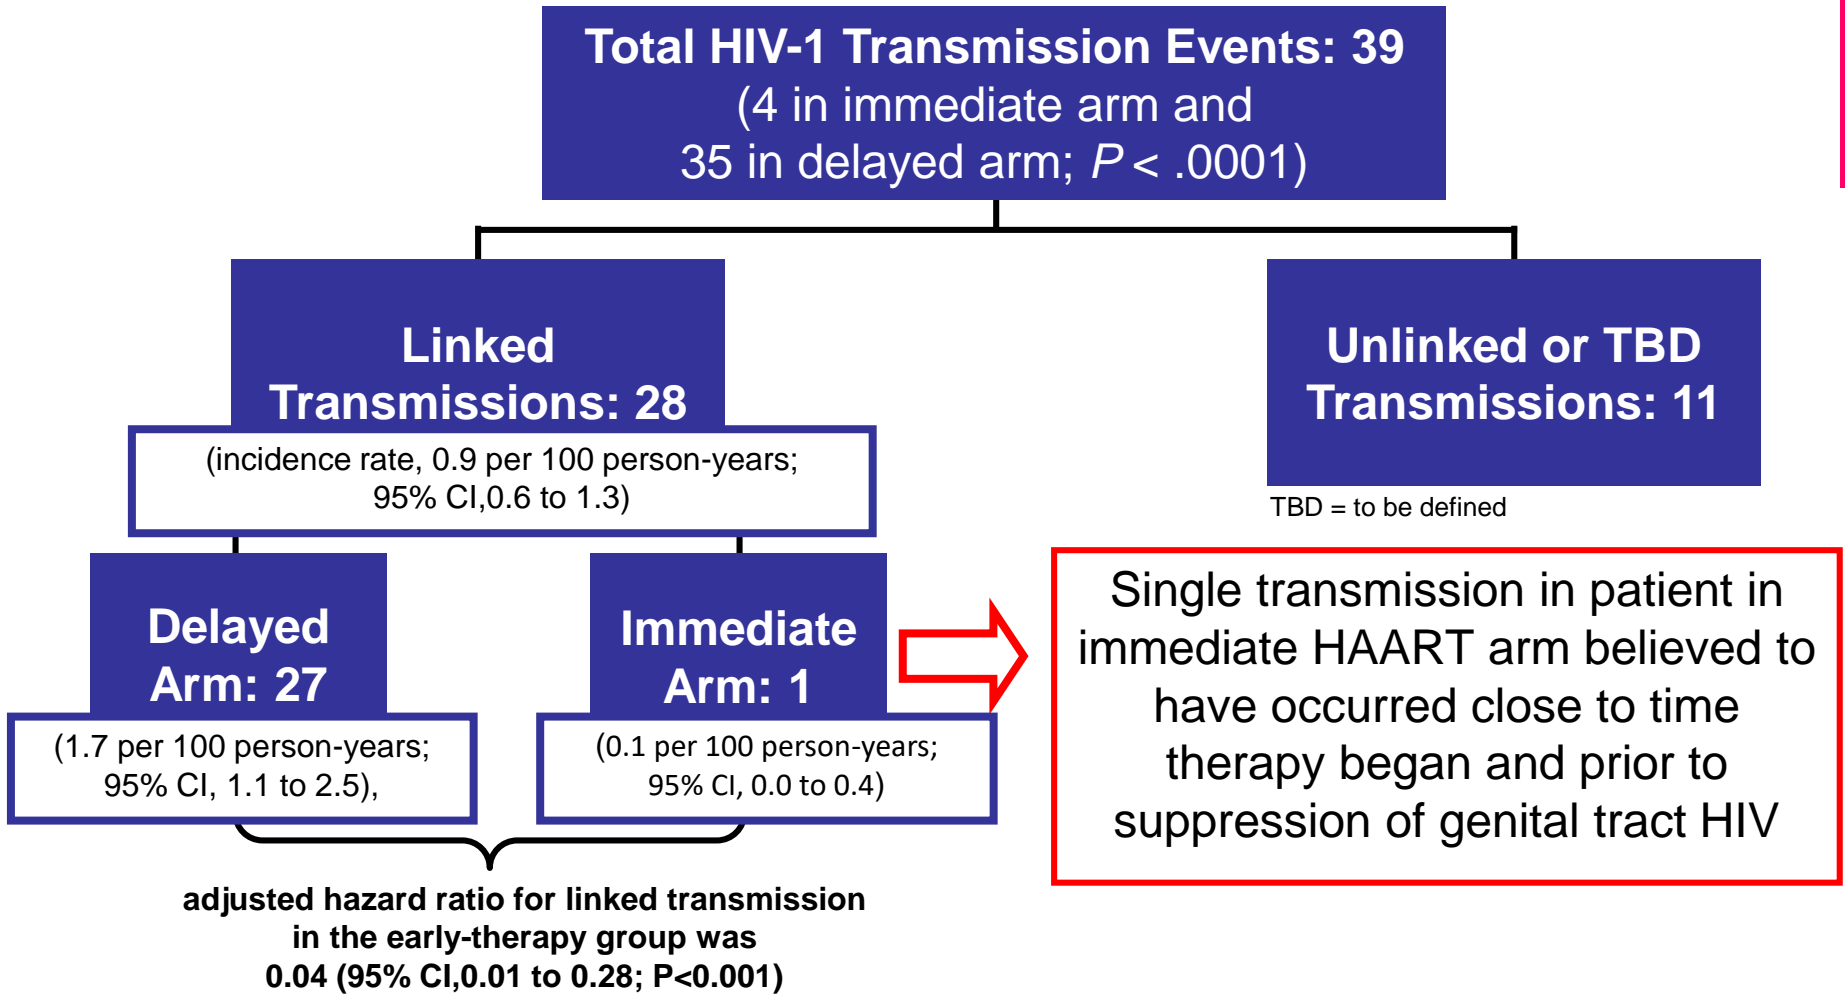 Total HIV-1 Transmission Events: 39
(4 in immediate arm and
35 in delayed arm; P < .0001)
Linked
Transmissions: 28
(incidence rate, 0.9 per 100 person-years;
95% CI,0.6 to 1.3)
Unlinked or TBD
Transmissions: 11
TBD = to be defined
Delayed
Arm: 27
(1.7 per 100 person-years;
95% CI, 1.1 to 2.5),
Immediate
Arm: 1
(0.1 per 100 person-years;
95% CI, 0.0 to 0.4)
Single transmission in patient in
immediate HAART arm believed to
have occurred close to time
therapy began and prior to
suppression of genital tract HIV
adjusted hazard ratio for linked transmission
in the early-therapy group was
0.04 (95% CI,0.01 to 0.28; P<0.001)